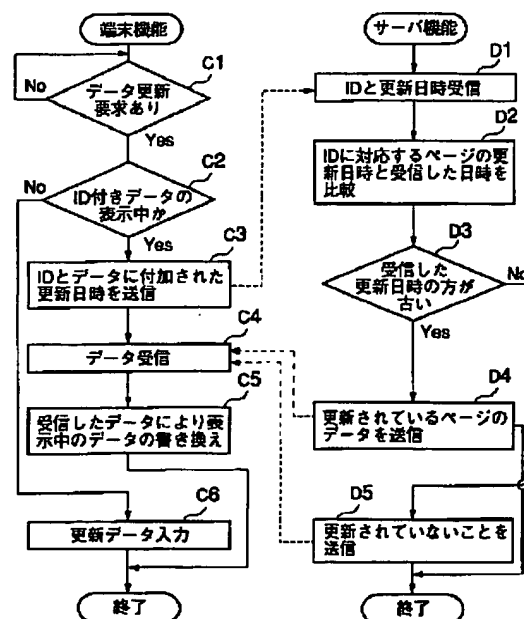 端末機能
C1
No
データ更新
要求あり
Yes
C2
No
ID付きデータの
表示中か
Yes
C3
IDとデータに付加された
更新日時を送信
C4
データ受信
C5
受信したデータにより表
示中のデータの書き換え
C6
更新データ入力
終了
サーバ機能
D1
IDと更新日時受信
D2
IDに対応するページの更
新日時と受信した日時を
比較
D3
受信した
更新日時の方が
古い
No
Yes
D4
更新されているページの
データを送信
D5
更新されていないことを
送信
終了